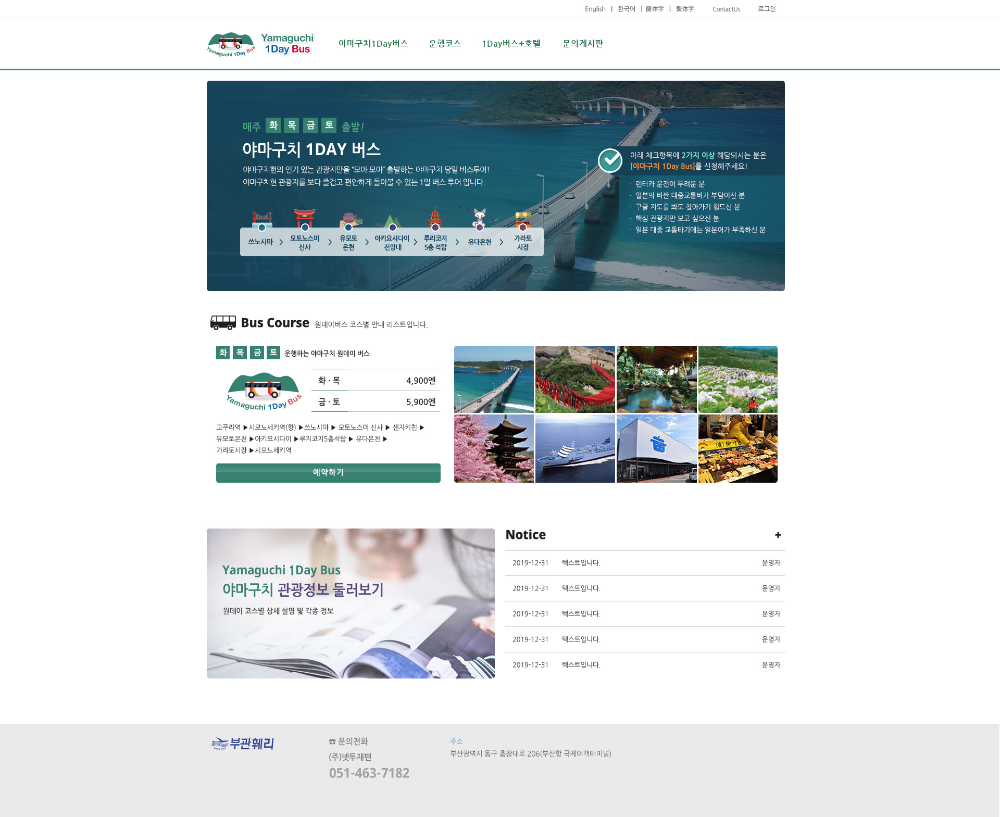 English | 한국어 | 簡体字 | 繁体字 ContactUs 로그인
Yamaguchi 1Day Bus
Yamaguchi
1Day Bus
야마구치1Day버스 운행코스 1Day버스+호텔 문의게시판
매주 화 목 금 토 출발!
야마구치 1DAY 버스
야마구치현의 인기 있는 관광지만을 “모아 모아” 출발하는 야마구치 당일 버스투어!
야마구치현 관광지를 보다 즐겁고 편안하게 돌아볼 수 있는 1일 버스 투어 입니다.
아래 체크항목에 2가지 이상 해당되시는 분은
[야마구치 1Day Bus]를 신청해주세요!
· 렌터카 운전이 두려운 분
· 일본의 비싼 대중교통비가 부담이신 분
· 구글 지도를 봐도 찾아가기 힘드신 분
· 핵심 관광지만 보고 싶으신 분
· 일본 대중 교통타기에는 일본어가 부족하신 분
쓰노시마 > 모토노스미 신사 > 유모토 온천 > 아키요시다이 전망대 > 루리코지 5층 석탑 > 유다온천 > 가라토 시장
Bus Course 원데이버스 코스별 안내 리스트입니다.
화 목 금 토 운행하는 야마구치 원데이 버스
Yamaguchi 1Day Bus
화 · 목 4,900엔
금 · 토 5,900엔
고쿠라역 ▶시모노세키역(항) ▶쓰노시마 ▶ 모토노스미 신사 ▶ 센자키친 ▶
유모토온천 ▶아키요시다이 ▶루지코지5층석탑 ▶ 유다온천 ▶
가라토시장 ▶시모노세키역
예약하기
(有)柳川水
Yamaguchi 1Day Bus
야마구치 관광정보 둘러보기
원데이 코스별 상세 설명 및 각종 정보
Notice +
2019-12-31 텍스트입니다. 운영자
2019-12-31 텍스트입니다. 운영자
2019-12-31 텍스트입니다. 운영자
2019-12-31 텍스트입니다. 운영자
2019-12-31 텍스트입니다. 운영자
부관훼리
☎ 문의전화
(주)넷투재팬
051-463-7182
주소
부산광역시 동구 충장대로 206(부산항 국제여객터미널)